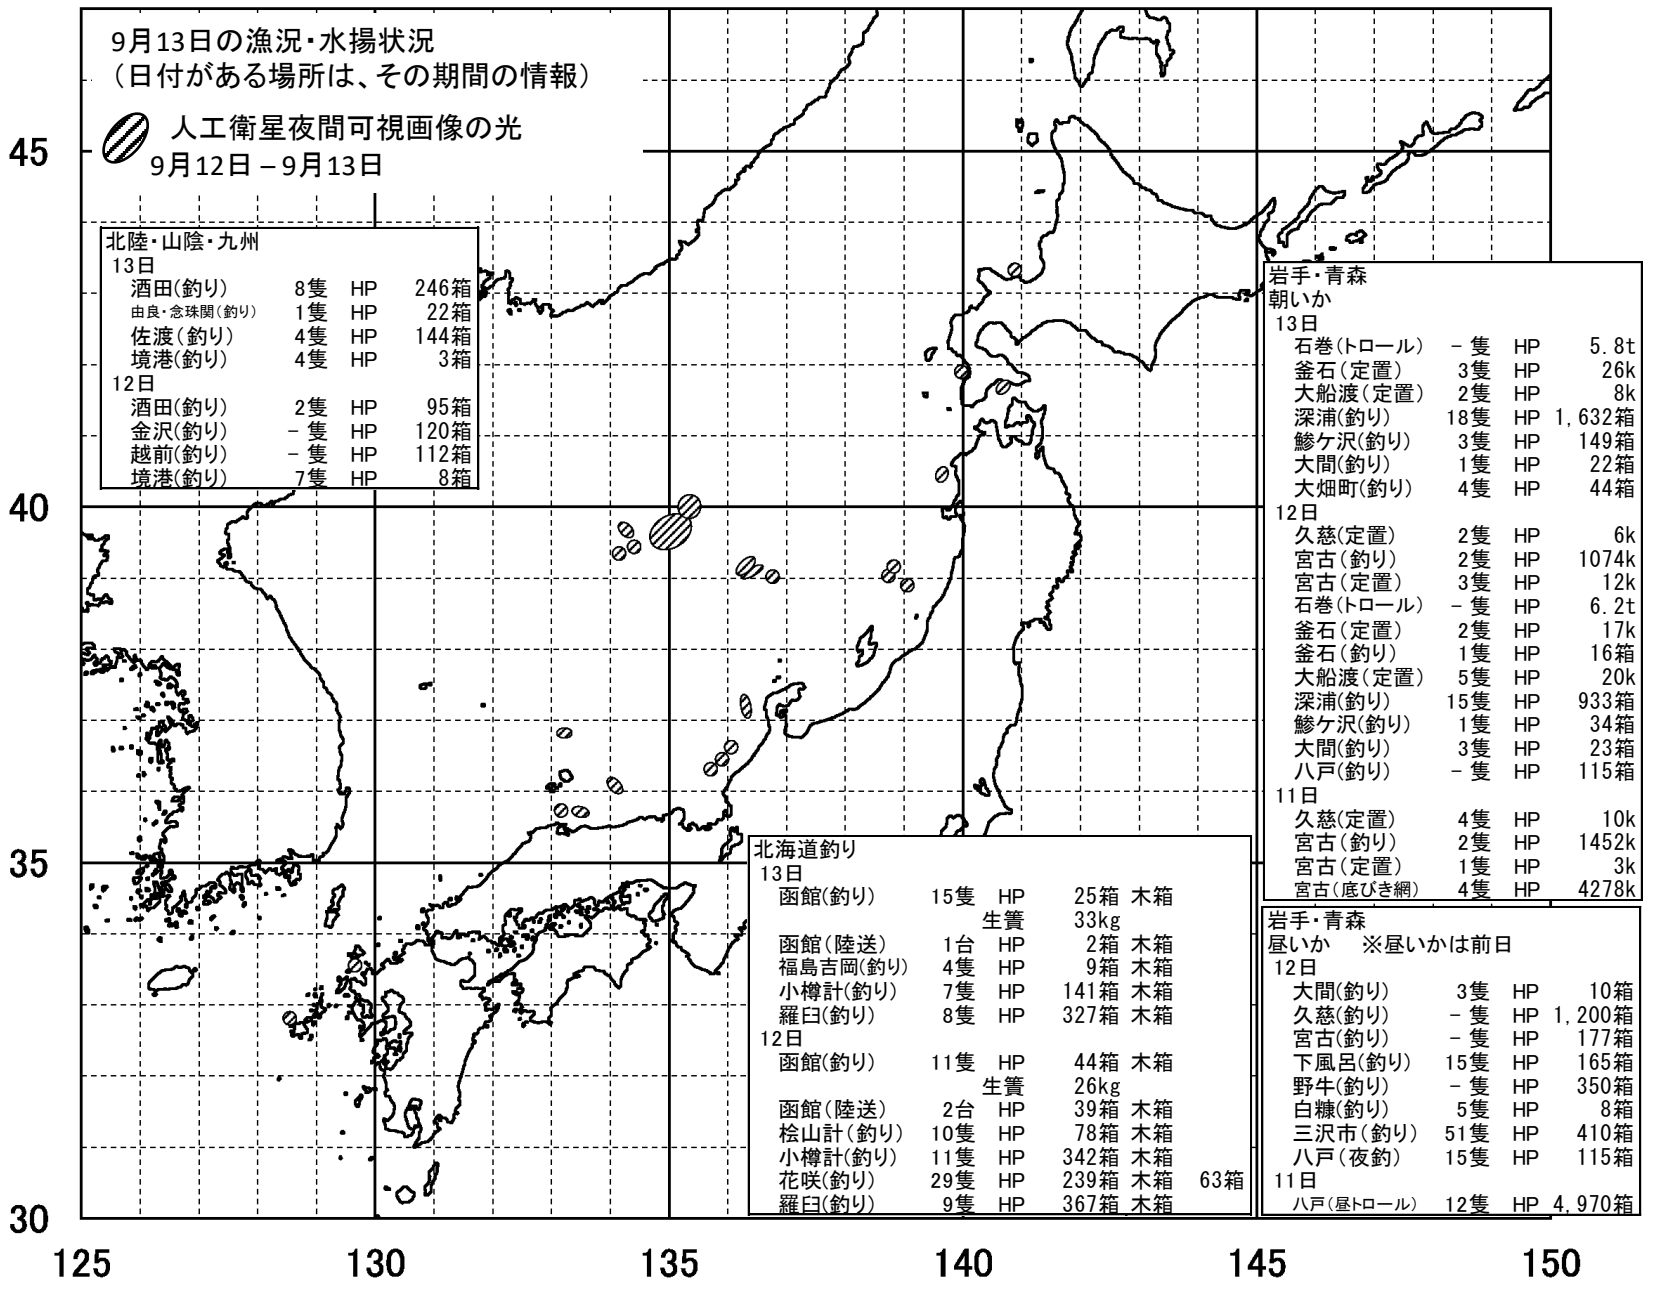 9月13日の漁況・水揚状況
（日付がある場所は、その期間の情報）
人工衛星夜間可視画像の光
9月12日－9月13日
45
40
35
30
125 130 135 140 145 150
北陸・山陰・九州
13日
酒田(釣り) 8隻 HP 246箱
由良・念珠関(釣り) 1隻 HP 22箱
佐渡(釣り) 4隻 HP 144箱
境港(釣り) 4隻 HP 3箱
12日
酒田(釣り) 2隻 HP 95箱
金沢(釣り) －隻 HP 120箱
越前(釣り) －隻 HP 112箱
境港(釣り) 7隻 HP 8箱
北海道釣り
13日
函館(釣り) 15隻 HP 25箱 木箱
生簀 33kg
函館(陸送) 1台 HP 2箱 木箱
福島吉岡(釣り) 4隻 HP 9箱 木箱
小樽計(釣り) 7隻 HP 141箱 木箱
羅臼(釣り) 8隻 HP 327箱 木箱
12日
函館(釣り) 11隻 HP 44箱 木箱
生簀 26kg
函館(陸送) 2台 HP 39箱 木箱
桧山計(釣り) 10隻 HP 78箱 木箱
小樽計(釣り) 11隻 HP 342箱 木箱
花咲(釣り) 29隻 HP 239箱 木箱 63箱
羅臼(釣り) 9隻 HP 367箱 木箱
岩手・青森
朝いか
13日
石巻(トロール) －隻 HP 5.8t
釜石(定置) 3隻 HP 26k
大船渡(定置) 2隻 HP 8k
深浦(釣り) 18隻 HP 1,632箱
鰺ケ沢(釣り) 3隻 HP 149箱
大間(釣り) 1隻 HP 22箱
大畑町(釣り) 4隻 HP 44箱
12日
久慈(定置) 2隻 HP 6k
宮古(釣り) 2隻 HP 1074k
宮古(定置) 3隻 HP 12k
石巻(トロール) －隻 HP 6.2t
釜石(定置) 2隻 HP 17k
釜石(釣り) 1隻 HP 16箱
大船渡(定置) 5隻 HP 20k
深浦(釣り) 15隻 HP 933箱
鰺ケ沢(釣り) 1隻 HP 34箱
大間(釣り) 3隻 HP 23箱
八戸(釣り) －隻 HP 115箱
11日
久慈(定置) 4隻 HP 10k
宮古(釣り) 2隻 HP 1452k
宮古(定置) 1隻 HP 3k
宮古(底びき網) 4隻 HP 4278k
岩手・青森
昼いか ※昼いかは前日
12日
大間(釣り) 3隻 HP 10箱
久慈(釣り) －隻 HP 1,200箱
宮古(釣り) －隻 HP 177箱
下風呂(釣り) 15隻 HP 165箱
野牛(釣り) －隻 HP 350箱
白糠(釣り) 5隻 HP 8箱
三沢市(釣り) 51隻 HP 410箱
八戸(夜釣) 15隻 HP 115箱
11日
八戸(昼トロール) 12隻 HP 4,970箱